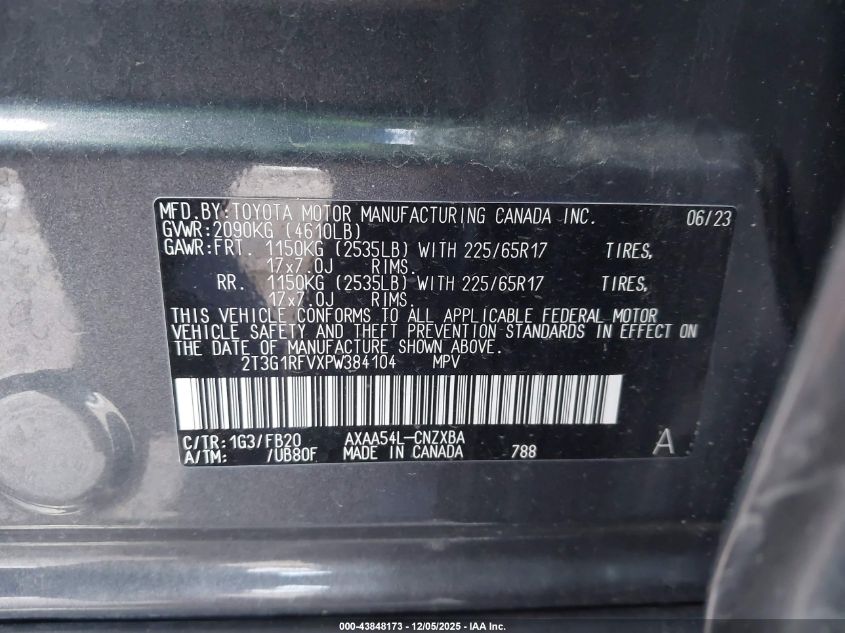 MFD.BY:TOYOTA MOTOR MANUFACTURING CANADA INC. 06/23
GVWR:2090KG (4610LB)
GAWR:FRT. 1150KG (2535LB) WITH 225/65R17 TIRES,
17x7.0J RIMS.
RR. 1150KG (2535LB) WITH 225/65R17 TIRES,
17x7.0J RIMS.
THIS VEHICLE CONFORMS TO ALL APPLICABLE FEDERAL MOTOR
VEHICLE SAFETY AND THEFT PREVENTION STANDARDS IN EFFECT ON
THE DATE OF MANUFACTURE SHOWN ABOVE.
2T3G1RFVXPW384104 MPV
C/TR:1G3/FB20 AXAA54L-CNZXBA A
A/TM: /UB80F MADE IN CANADA 788
000-43848173 - 12/05/2025 - IAA Inc.